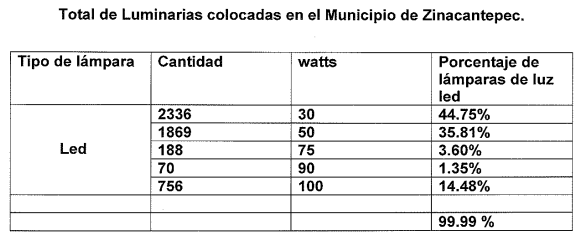 Total de Luminarias colocadas en el Municipio de Zinacantepec.
Tipo de lámpara Cantidad watts Porcentaje de
lámparas de luz
led
Led
2336 30 44.75%
1869 50 35.81%
188 75 3.60%
70 90 1.35%
756 100 14.48%
99.99 %